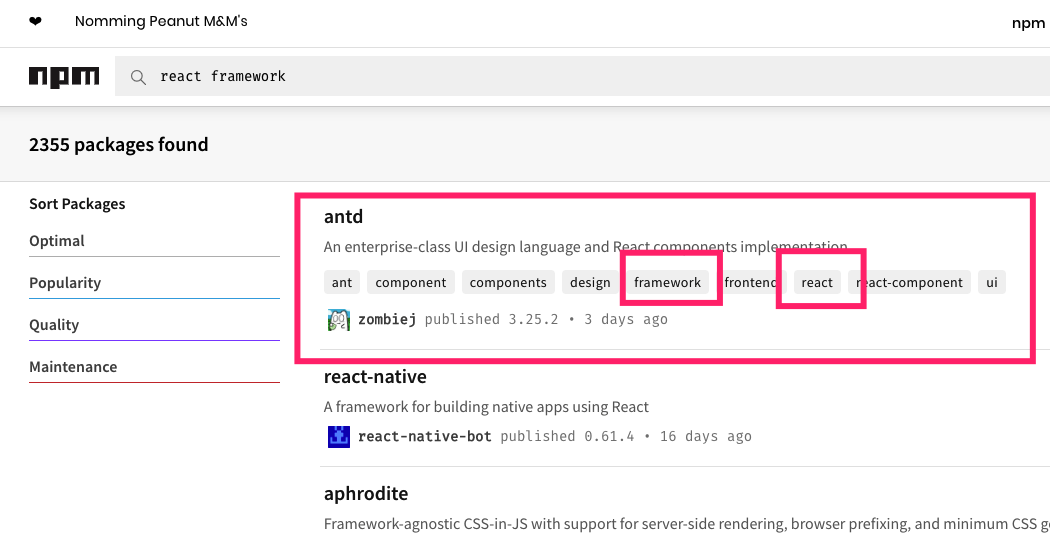 ❤ Nomming Peanut M&M's npm
npm react framework
2355 packages found
Sort Packages
Optimal
Popularity
Quality
Maintenance
antd
An enterprise-class UI design language and React components implementation
ant component components design framework frontend react react-component ui
zombiej published 3.25.2 • 3 days ago
react-native
A framework for building native apps using React
react-native-bot published 0.61.4 • 16 days ago
aphrodite
Framework-agnostic CSS-in-JS with support for server-side rendering, browser prefixing, and minimum CSS g